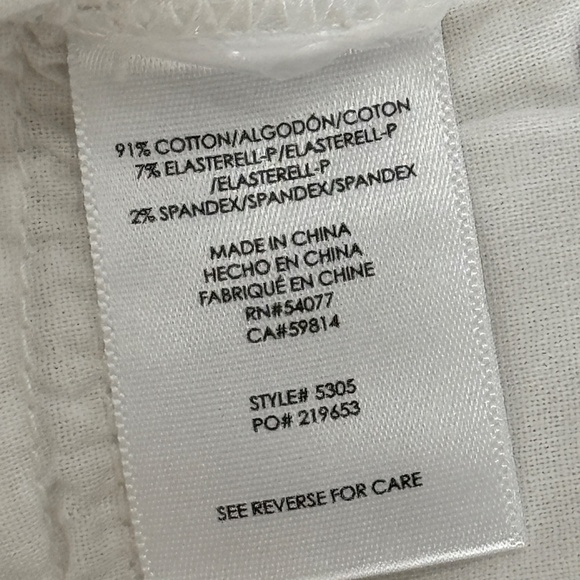 91% COTTON/ALGODÓN/COTON
7% ELASTERELL-P/ELASTERELL-P
/ELASTERELL-P
2% SPANDEX/SPANDEX/SPANDEX
MADE IN CHINA
HECHO EN CHINA
FABRIQUÉ EN CHINE
RN#54077
CA#59814
STYLE# 5305
PO# 219653
SEE REVERSE FOR CARE